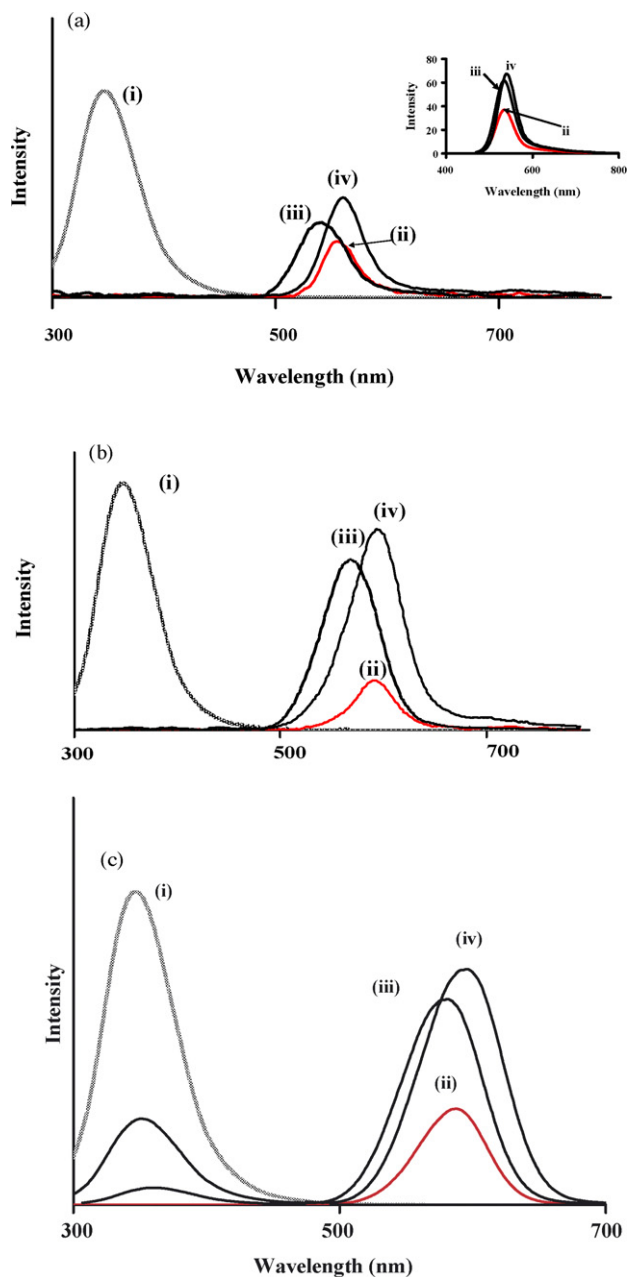 (a)
(i)
(iii)
(iv)
(ii)
Intensity
300
500
700
Wavelength (nm)
80
60
40
20
0
Intensity
iii
iv
ii
400
600
800
Wavelength (nm)
(b)
(i)
(iii)
(iv)
(ii)
Intensity
300
500
700
(c)
(i)
(iii)
(iv)
(ii)
Intensity
300
500
700
Wavelength (nm)